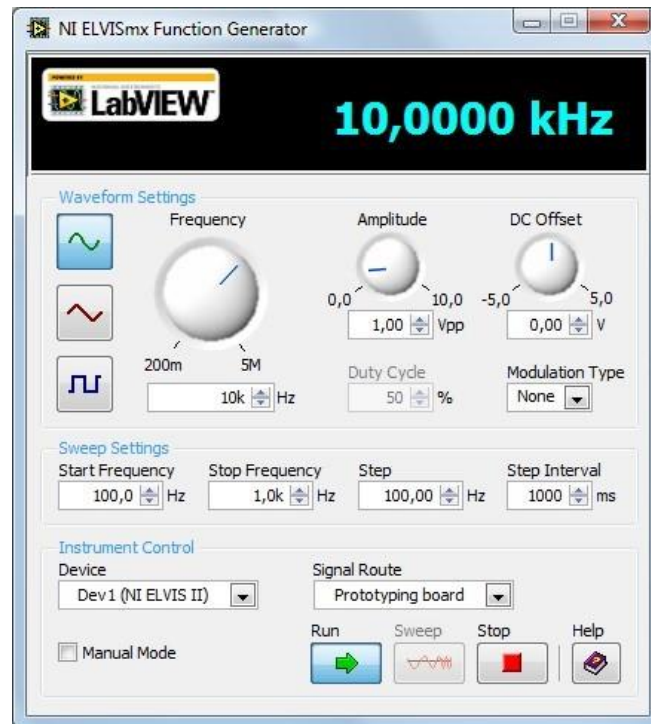 NI ELVISmx Function Generator
LabVIEW
10,0000 kHz
Waveform Settings
Frequency
Amplitude
DC Offset
0,0 10,0
-5,0 5,0
1,00 Vpp
0,00 V
200m 5M
Duty Cycle
Modulation Type
10k Hz
50 %
None
Sweep Settings
Start Frequency Stop Frequency Step Step Interval
100,0 Hz 1,0k Hz 100,00 Hz 1000 ms
Instrument Control
Device
Signal Route
Dev1 (NI ELVIS II)
Prototyping board
Run Sweep Stop Help
Manual Mode